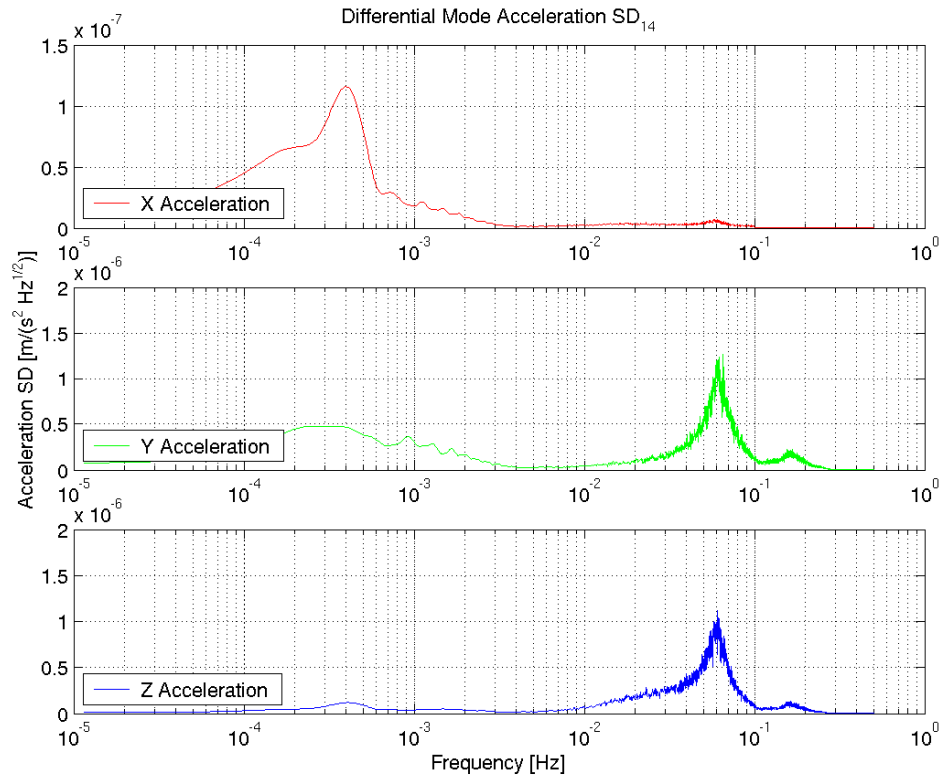 Differential Mode Acceleration SD14
x 10-7
1.5
1
0.5
0
X Acceleration
10-5 10-4 10-3 10-2 10-1 100
x 10-6
2
1.5
1
0.5
0
Y Acceleration
10-5 10-4 10-3 10-2 10-1 100
Acceleration SD [m/(s2 Hz1/2)]
x 10-6
2
1.5
1
0.5
0
Z Acceleration
10-5 10-4 10-3 10-2 10-1 100
Frequency [Hz]